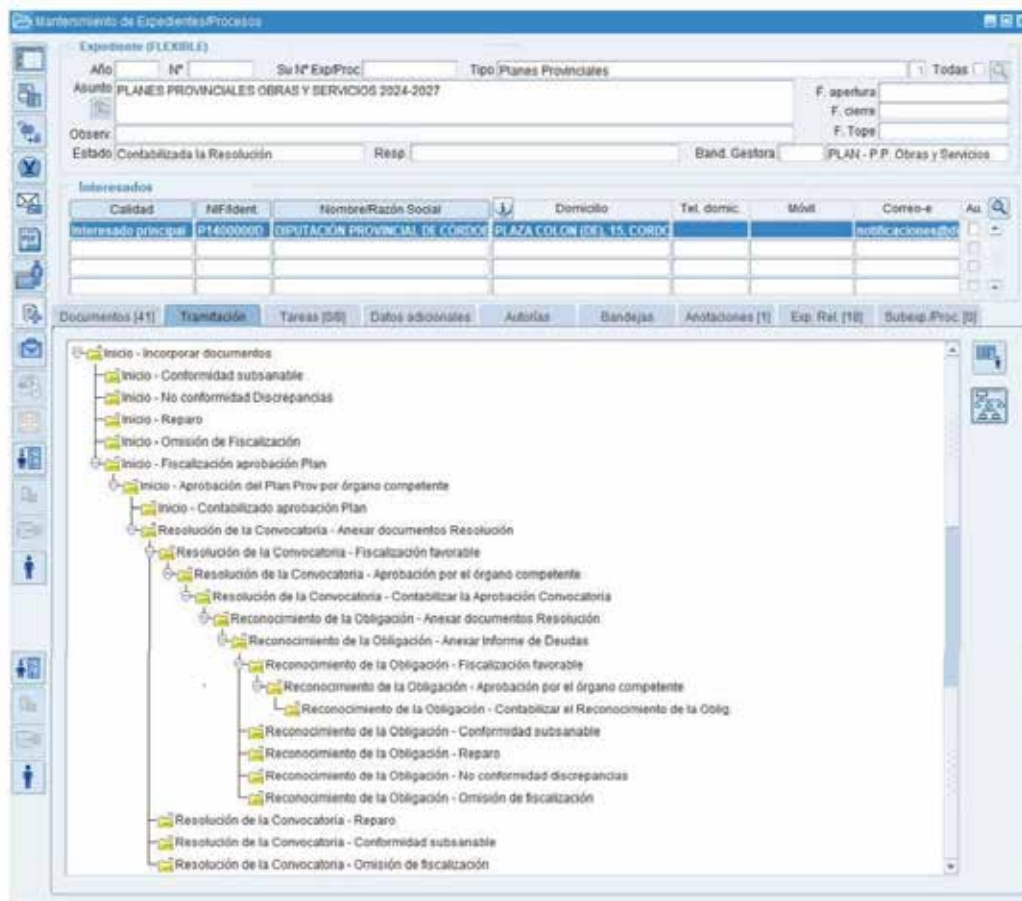 Mantenimiento de Expedientes/Procesos
Expediente (FLEXIBLE)
Año Nº Su Nº Exp/Proc Tipo Planes Provinciales 1 Todas
Asunto PLANES PROVINCIALES OBRAS Y SERVICIOS 2024-2027 F. apertura
F. cierre
Observ. F. Tope
Estado Contabilizada la Resolución Resp. Band. Gestora PLAN - P.P. Obras y Servicios
Interesados
Calidad NIF/Ident. Nombre/Razón Social Domicilio Tel. domic. Móvil Correo-e Au.
Interesado principal P1400000D DIPUTACIÓN PROVINCIAL DE CÓRDOB PLAZA COLON (DE), 15, CORDO notificaciones@di
Documentos [41] Tramitación Tareas [0/8] Datos adicionales Autorías Bandejas Anotaciones [1] Exp. Rel. [18] Subexp./Proc. [0]
Inicio - Incorporar documentos
Inicio - Conformidad subsanable
Inicio - No conformidad Discrepancias
Inicio - Reparo
Inicio - Omisión de Fiscalización
Inicio - Fiscalización aprobación Plan
Inicio - Aprobación del Plan Prov por órgano competente
Inicio - Contabilizado aprobación Plan
Resolución de la Convocatoria - Anexar documentos Resolución
Resolución de la Convocatoria - Fiscalización favorable
Resolución de la Convocatoria - Aprobación por el órgano competente
Resolución de la Convocatoria - Contabilizar la Aprobación Convocatoria
Reconocimiento de la Obligación - Anexar documentos Resolución
Reconocimiento de la Obligación - Anexar Informe de Deudas
Reconocimiento de la Obligación - Fiscalización favorable
Reconocimiento de la Obligación - Aprobación por el órgano competente
Reconocimiento de la Obligación - Contabilizar el Reconocimiento de la Oblig.
Reconocimiento de la Obligación - Conformidad subsanable
Reconocimiento de la Obligación - Reparo
Reconocimiento de la Obligación - No conformidad discrepancias
Reconocimiento de la Obligación - Omisión de fiscalización
Resolución de la Convocatoria - Reparo
Resolución de la Convocatoria - Conformidad subsanable
Resolución de la Convocatoria - Omisión de fiscalización